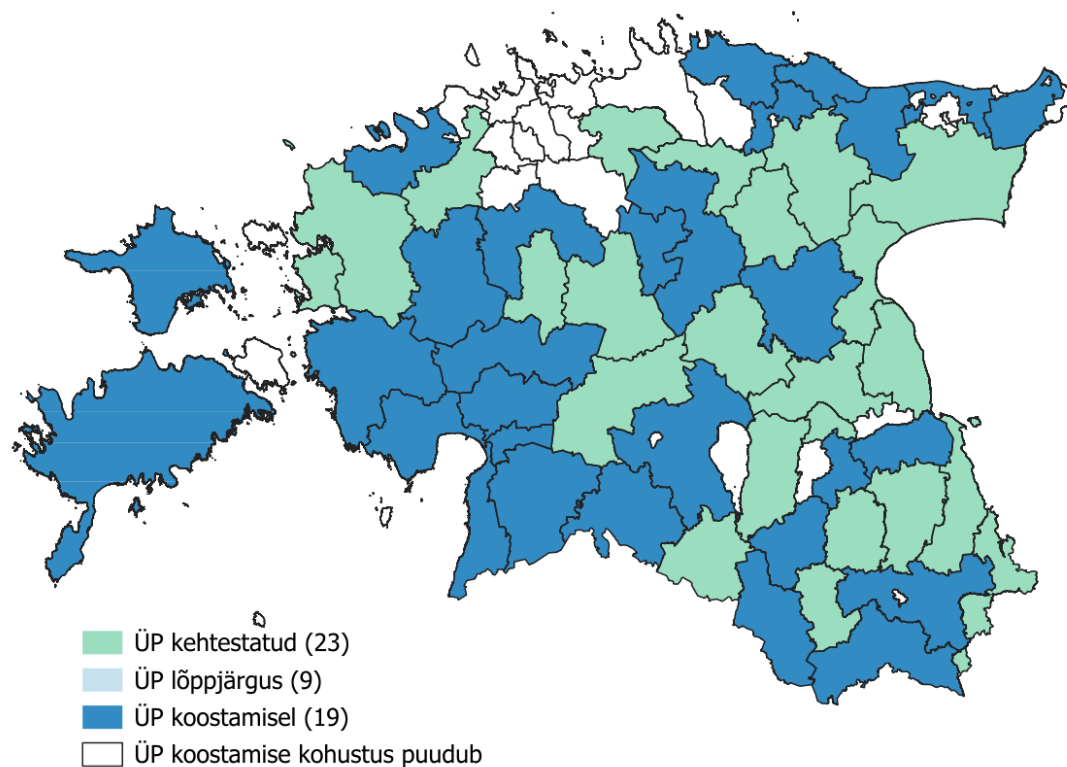 ÜP kehtestatud (23)
ÜP lõppjärgus (9)
ÜP koostamisel (19)
ÜP koostamise kohustus puudub